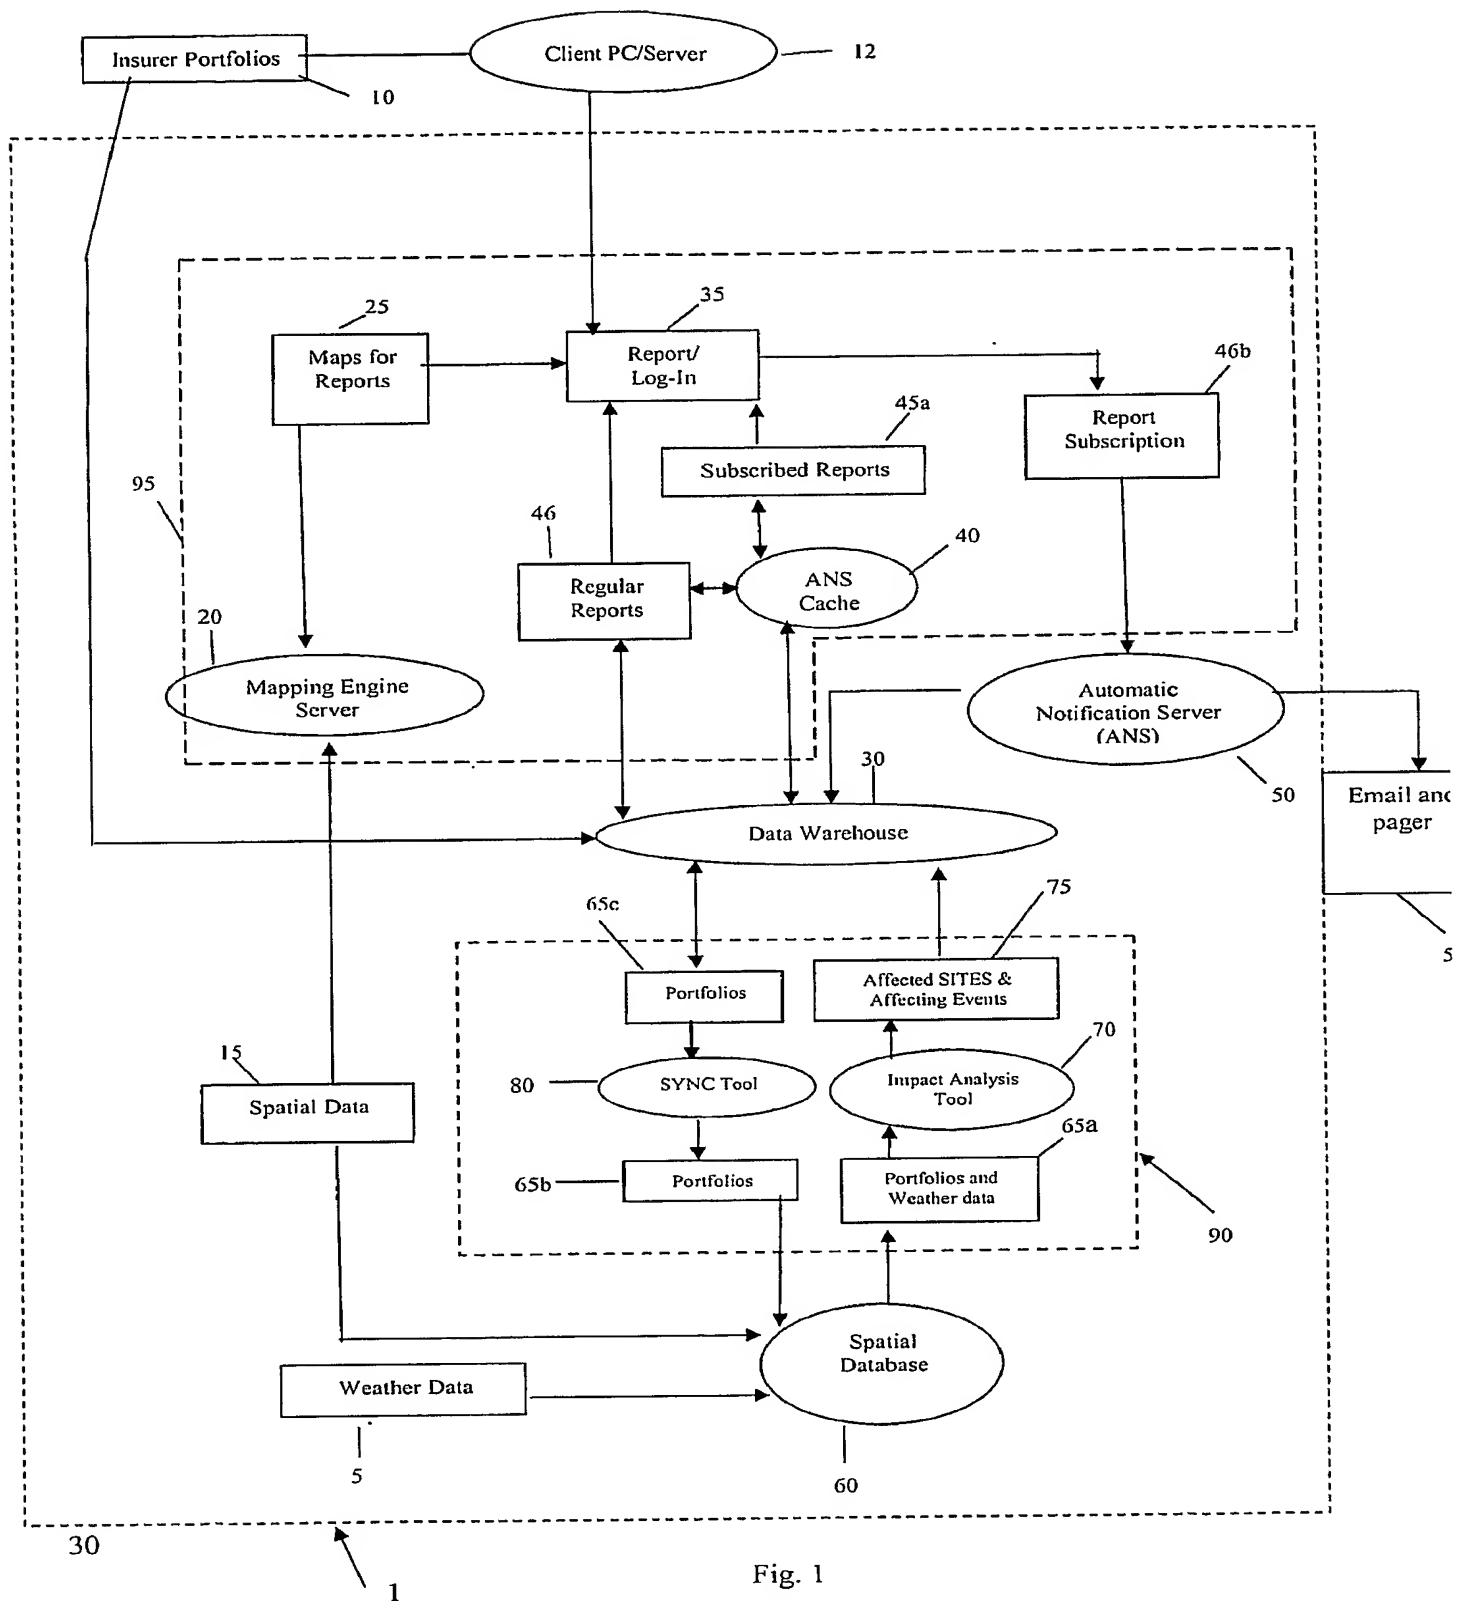 Insurer Portfolios
Client PC/Server
12
10
25
35
Maps for
Reports
Report/
Log-In
46b
45a
Report
Subscription
Subscribed Reports
95
46
40
Regular
Reports
ANS
Cache
20
Mapping Engine
Server
Automatic
Notification Server
(ANS)
30
50
Email and
pager
Data Warehouse
75
65c
5
Portfolios
Affected SITES &
Affecting Events
15
70
80
SYNC Tool
Impact Analysis
Tool
Spatial Data
65a
65b
Portfolios
Portfolios and
Weather data
90
Spatial
Database
Weather Data
5
60
30
1
Fig. 1